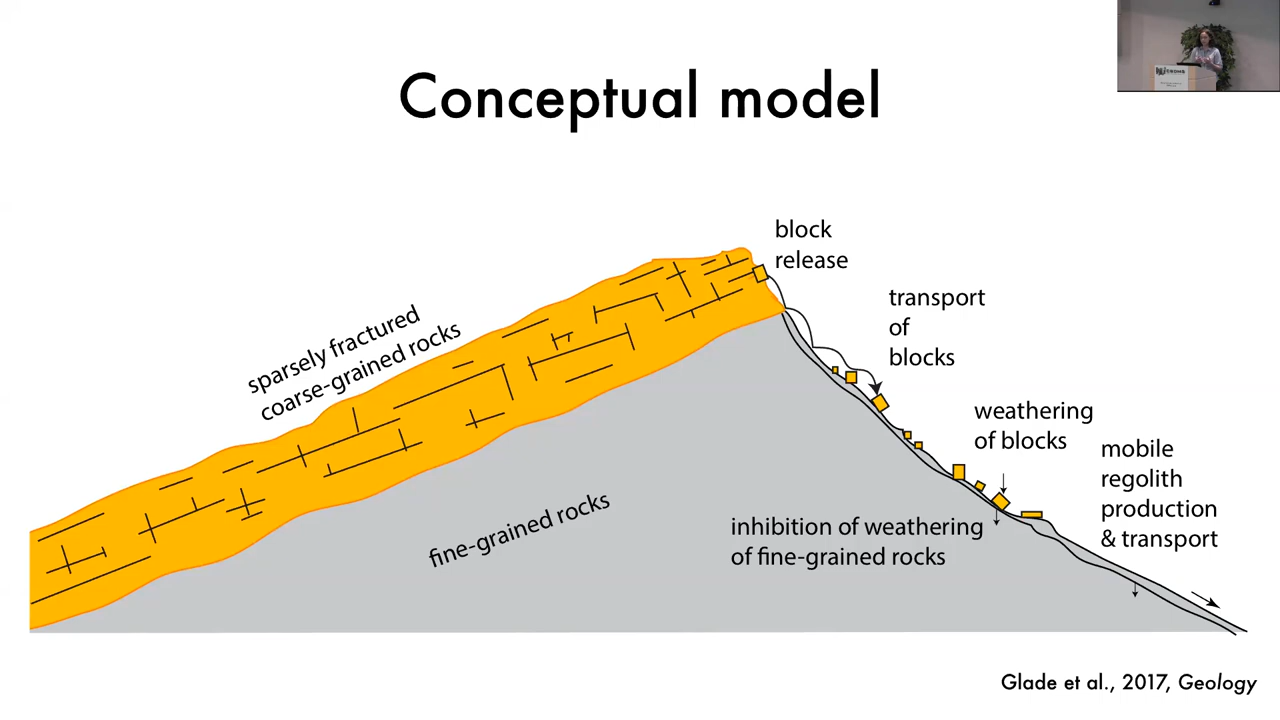 Conceptual model
block
release
transport
of
blocks
sparsely fractured
coarse-grained rocks
weathering
of blocks
mobile
regolith
production
& transport
fine-grained rocks
inhibition of weathering
of fine-grained rocks
Glade et al., 2017, Geology